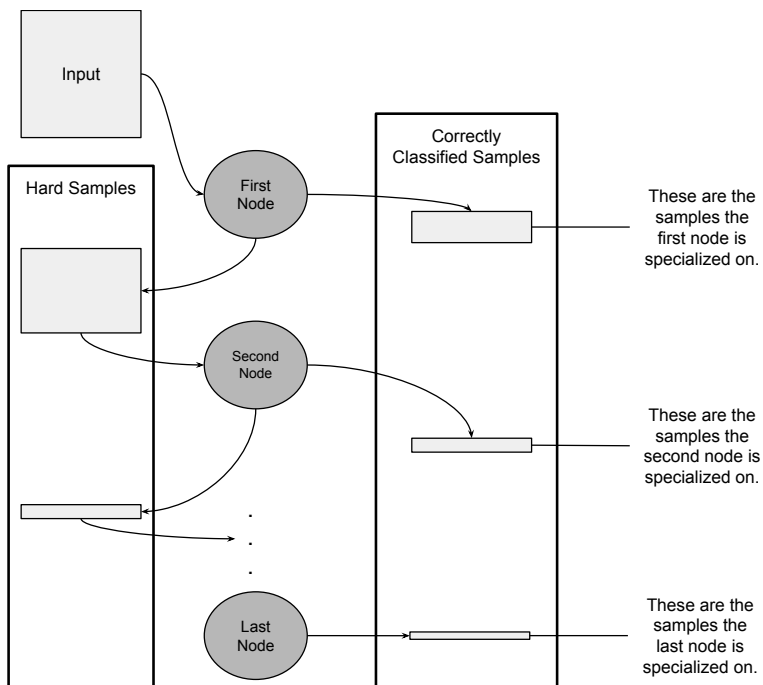 Input
Correctly
Classified Samples
Hard Samples
First
Node
These are the
samples the
first node is
specialized on.
Second
Node
These are the
samples the
second node is
specialized on.
.
.
.
Last
Node
These are the
samples the
last node is
specialized on.